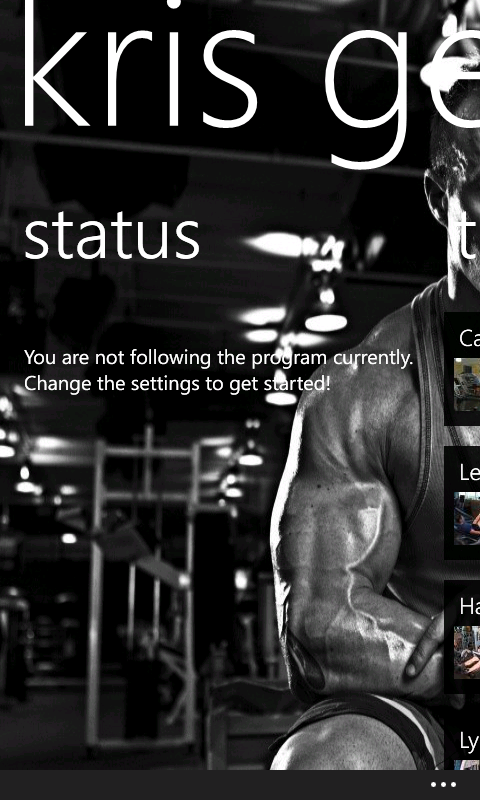 kris ge
status
t
You are not following the program currently.
Change the settings to get started!
Ca
Le
Ha
Ly